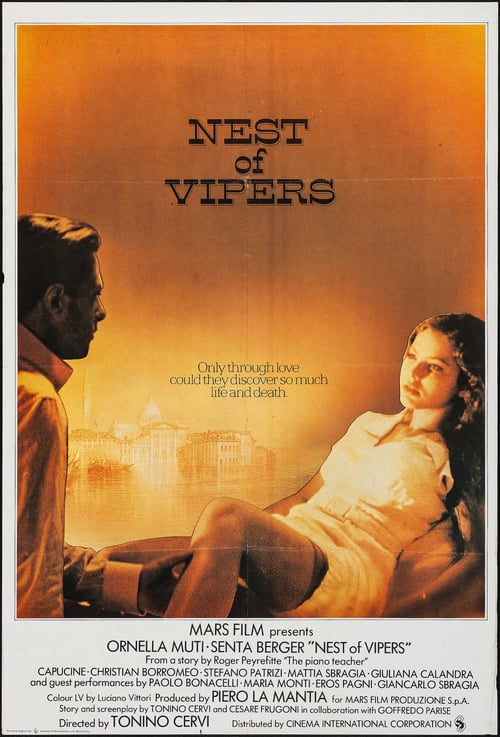 NEST
of
VIPERS
Only through love
could they discover so much
life and death.
MARS FILM presents
ORNELLA MUTI · SENTA BERGER "NEST of VIPERS"
From a story by Roger Peyrefitte "The piano teacher"
CAPUCINE · CHRISTIAN BORROMEO · STEFANO PATRIZI · MATTIA SBRAGIA · GIULIANA CALANDRA
and guest performances by PAOLO BONACELLI · MARIA MONTI · EROS PAGNI · GIANCARLO SBRAGIA
Colour LV by Luciano Vittori Produced by PIERO LA MANTIA for MARS FILM PRODUZIONE S.p.A.
Story and screenplay by TONINO CERVI and CESARE FRUGONI in collaboration with GOFFREDO PARISE
Directed by TONINO CERVI Distributed by CINEMA INTERNATIONAL CORPORATION